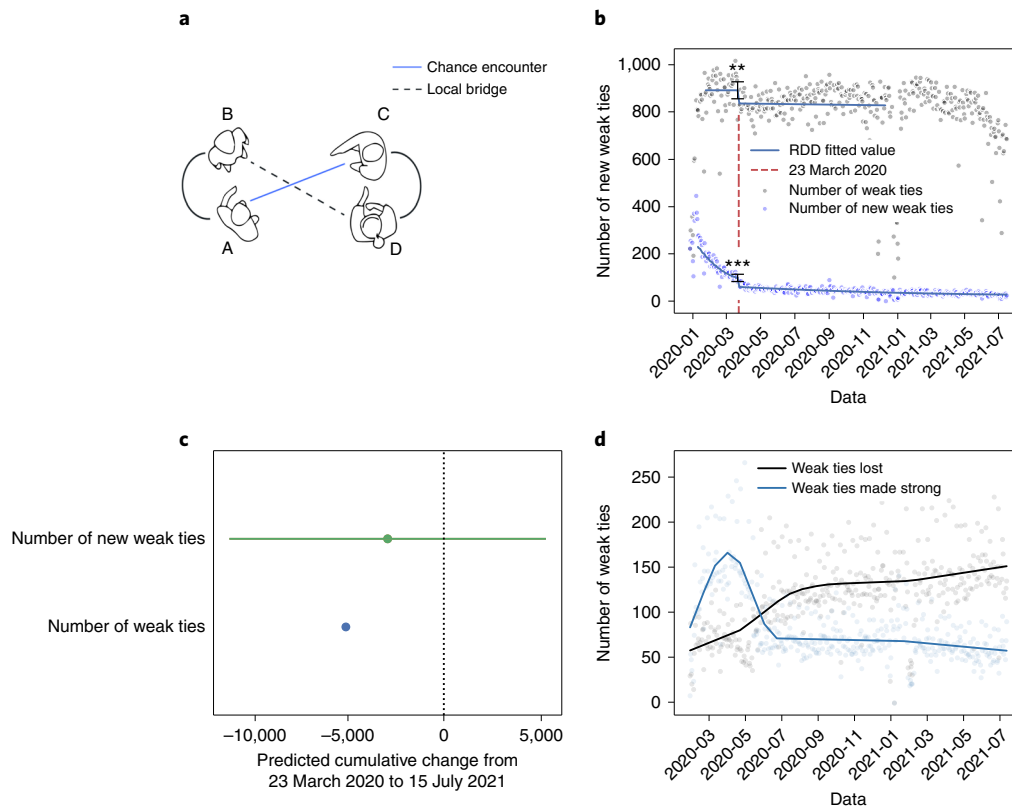 a
Chance encounter
Local bridge
B
C
A
D
b
**
***
RDD fitted value
23 March 2020
Number of weak ties
Number of new weak ties
Number of new weak ties
1,000
800
600
400
200
0
2020-01
2020-03
2020-05
2020-07
2020-09
2020-11
2021-01
2021-03
2021-05
2021-07
Data
c
Number of new weak ties
Number of weak ties
−10,000
−5,000
0
5,000
Predicted cumulative change from
23 March 2020 to 15 July 2021
d
Weak ties lost
Weak ties made strong
Number of weak ties
250
200
150
100
50
0
2020-03
2020-05
2020-07
2020-09
2020-11
2021-01
2021-03
2021-05
2021-07
Data